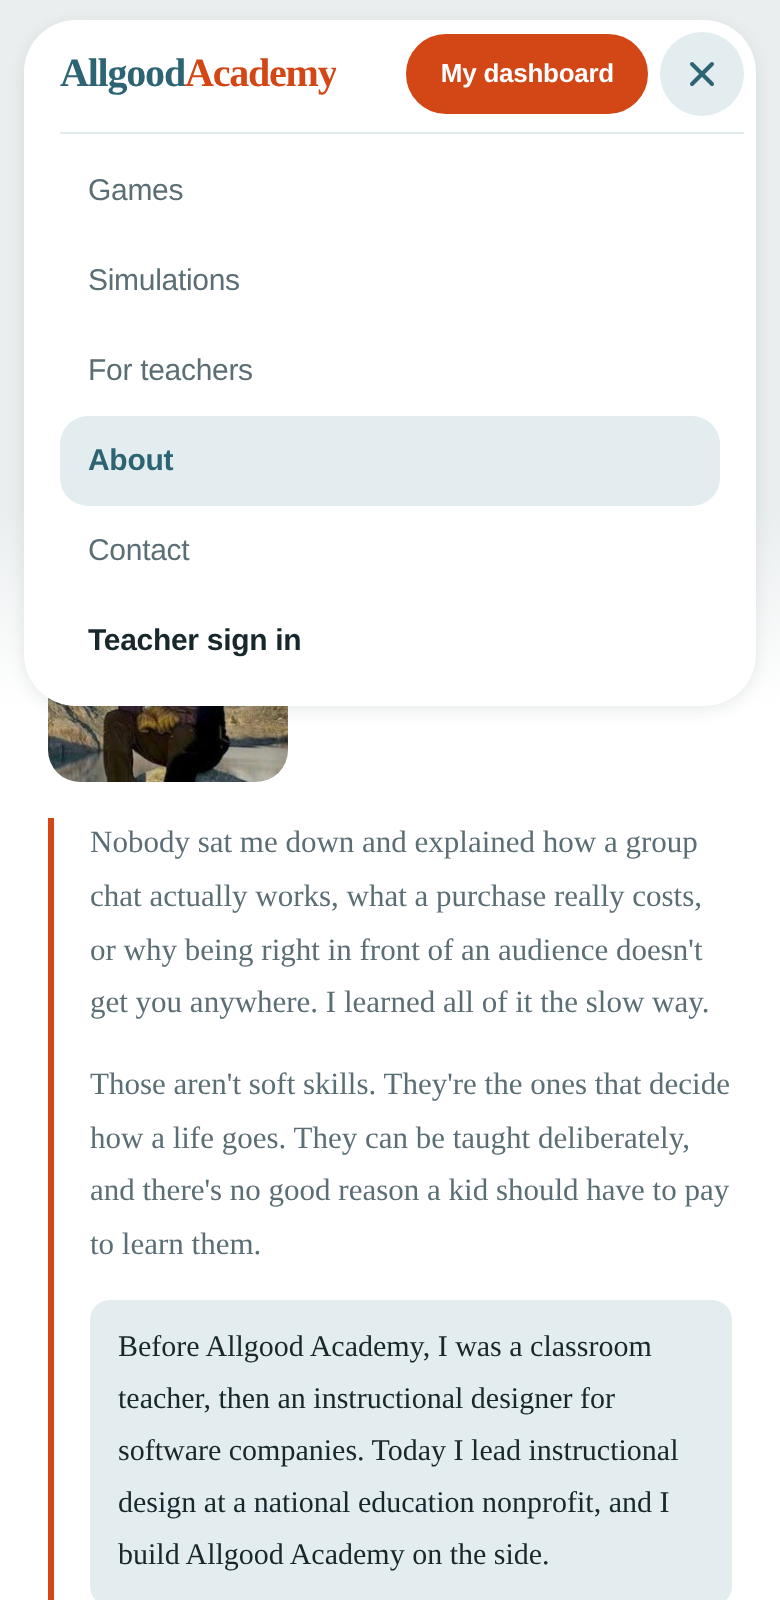 AllgoodAcademy
My dashboard
Games
Simulations
For teachers
About
Contact
Teacher sign in
Nobody sat me down and explained how a group
chat actually works, what a purchase really costs,
or why being right in front of an audience doesn't
get you anywhere. I learned all of it the slow way.
Those aren't soft skills. They're the ones that decide
how a life goes. They can be taught deliberately,
and there's no good reason a kid should have to pay
to learn them.
Before Allgood Academy, I was a classroom
teacher, then an instructional designer for
software companies. Today I lead instructional
design at a national education nonprofit, and I
build Allgood Academy on the side.